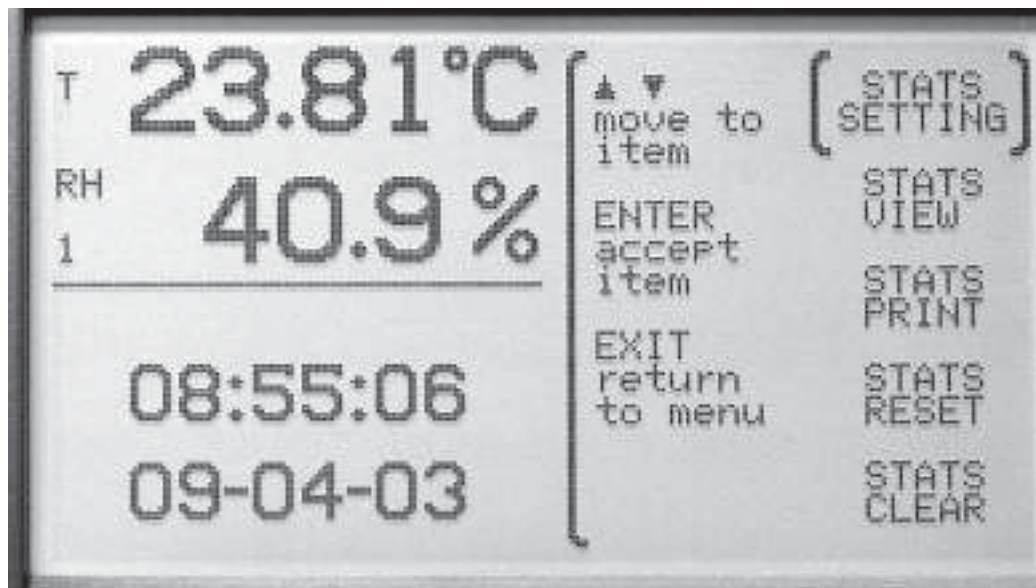 T 23.81°C
RH 40.9 %
1
08:55:06
09-04-03
▲ ▼
move to
item
ENTER
accept
item
EXIT
return
to menu
STATS
SETTING
STATS
VIEW
STATS
PRINT
STATS
RESET
STATS
CLEAR